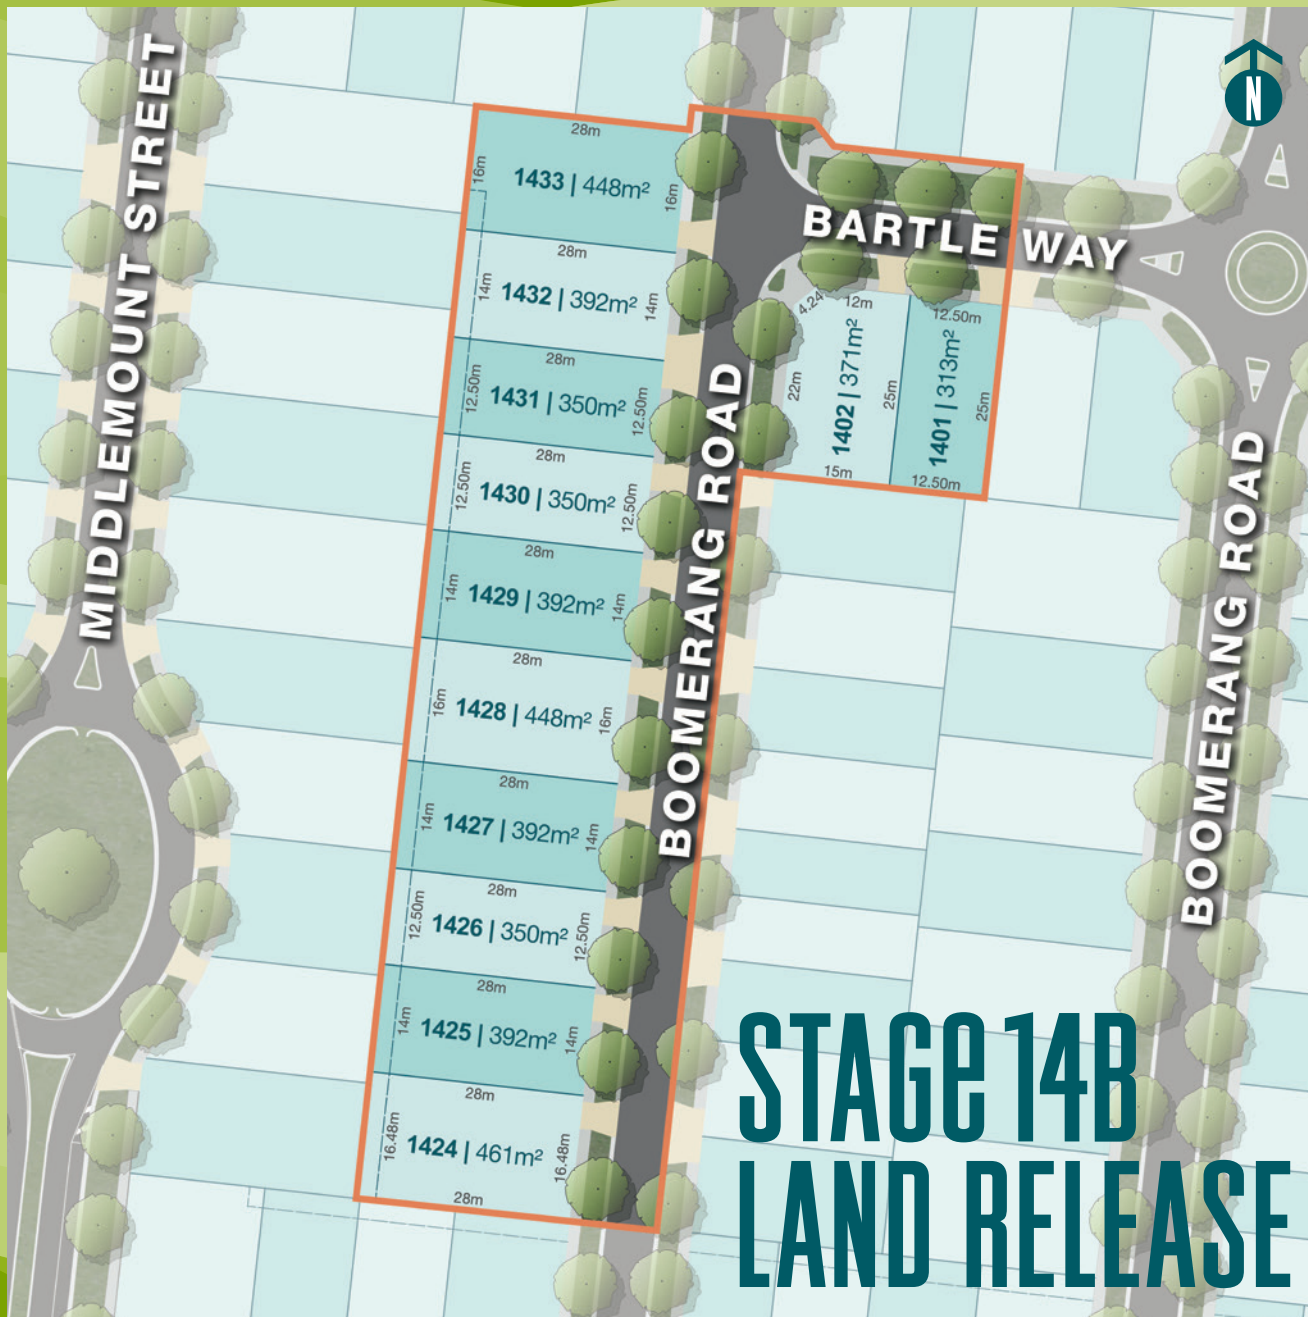 N
MIDDLEMOUNT STREET
28m
16m
1433 | 448m²
16m
28m
14m
1432 | 392m²
14m
28m
12.50m
1431 | 350m²
12.50m
28m
12.50m
1430 | 350m²
12.50m
28m
14m
1429 | 392m²
14m
28m
16m
1428 | 448m²
16m
28m
14m
1427 | 392m²
14m
28m
12.50m
1426 | 350m²
12.50m
28m
14m
1425 | 392m²
14m
28m
16.48m
1424 | 461m²
16.48m
28m
BOOMERANG ROAD
BARTLE WAY
4.24
12m
22m
1402 | 371m²
25m
15m
12.50m
1401 | 313m²
25m
12.50m
BOOMERANG ROAD
STAGE 14B
LAND RELEASE